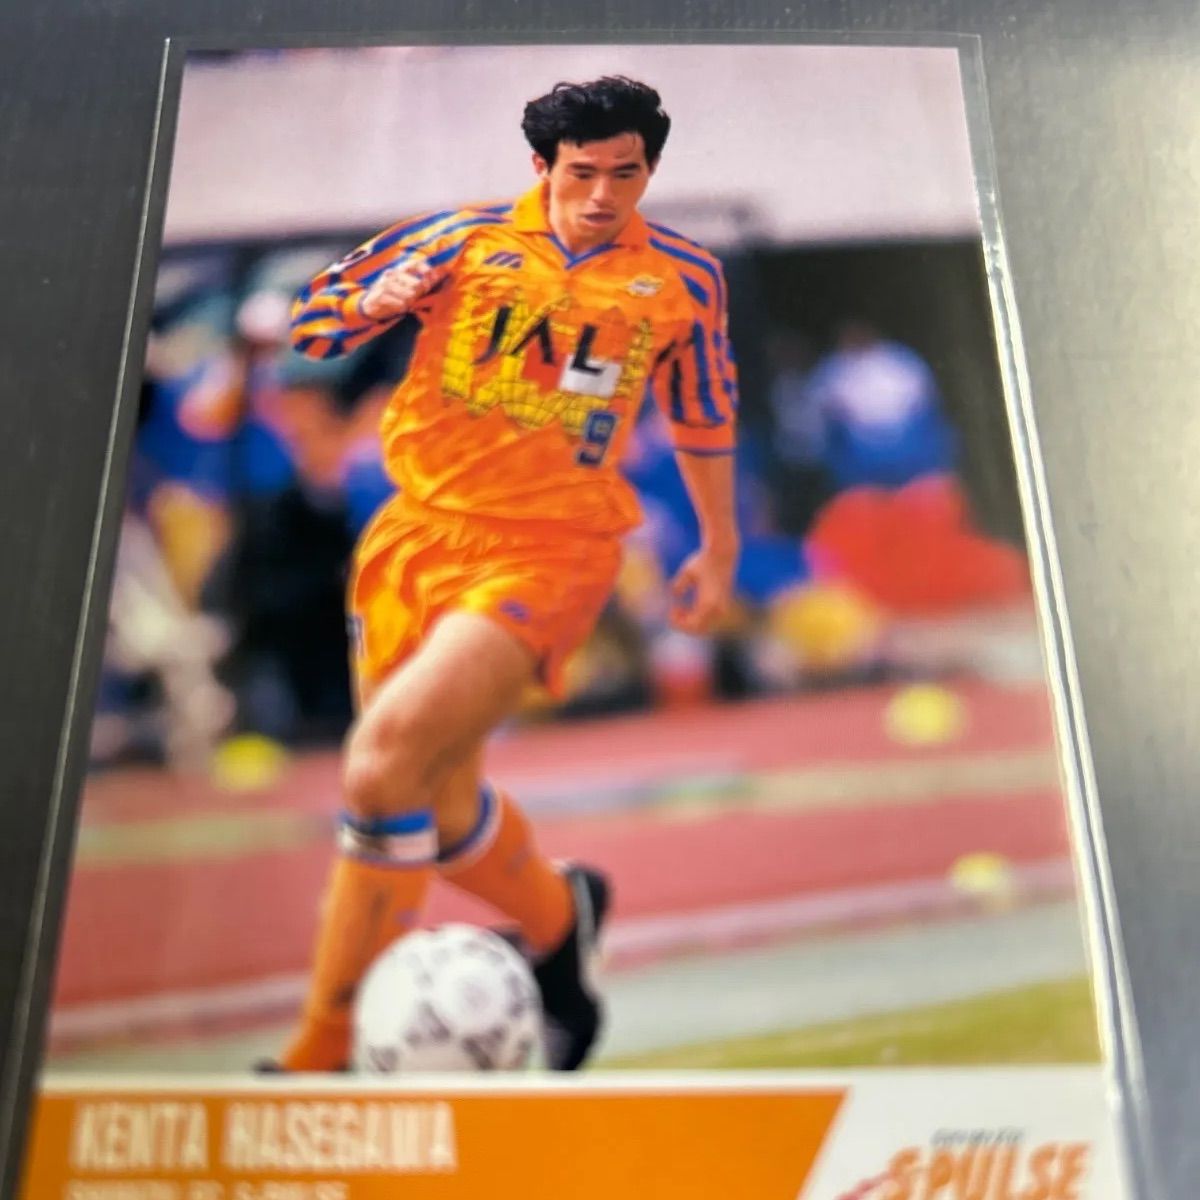 JAL
9
KENTA HASEGAWA
S-PULSE